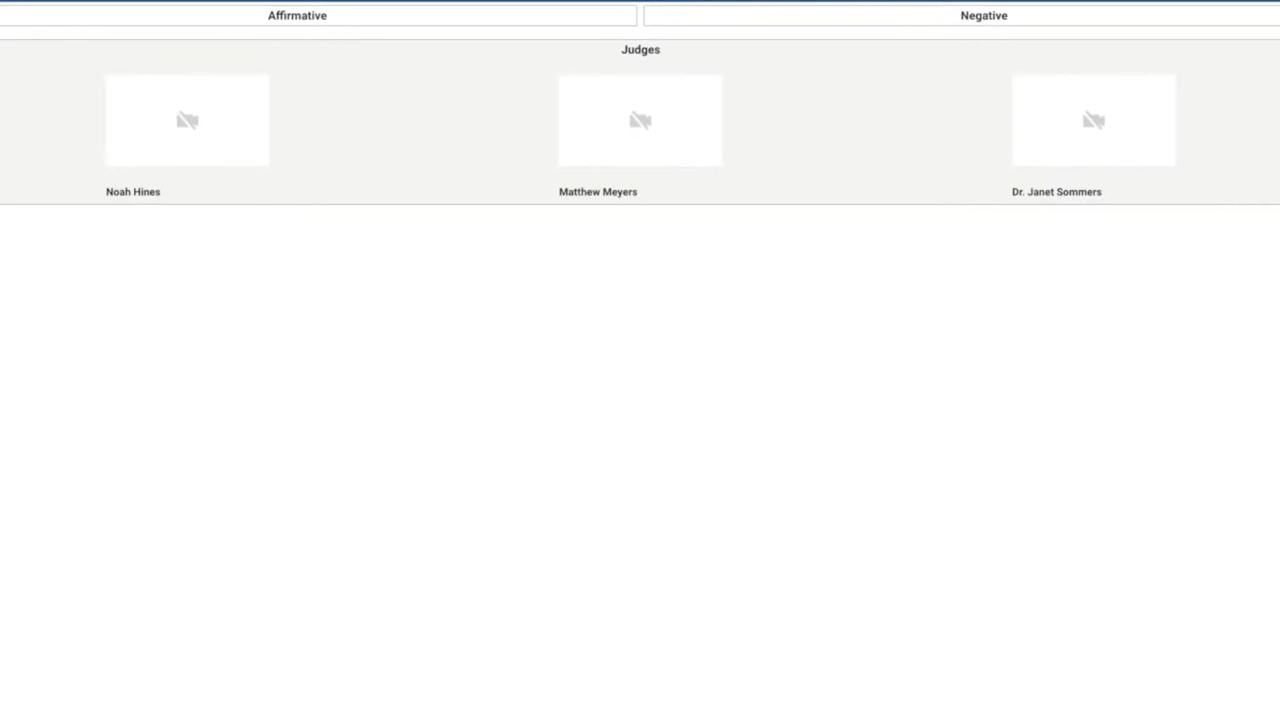 Affirmative
Negative
Judges
Noah Hines
Matthew Meyers
Dr. Janet Sommers